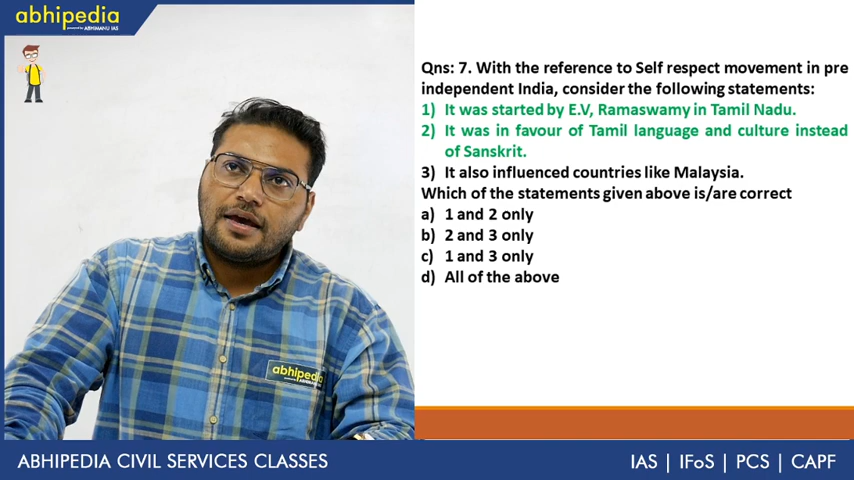 abhipedia
powered by ABHIMANU IAS
Qns: 7. With the reference to Self respect movement in pre
independent India, consider the following statements:
1) It was started by E.V, Ramaswamy in Tamil Nadu.
2) It was in favour of Tamil language and culture instead
of Sanskrit.
3) It also influenced countries like Malaysia.
Which of the statements given above is/are correct
a) 1 and 2 only
b) 2 and 3 only
c) 1 and 3 only
d) All of the above
abhipedia
ABHIPEDIA CIVIL SERVICES CLASSES
IAS | IFoS | PCS | CAPF